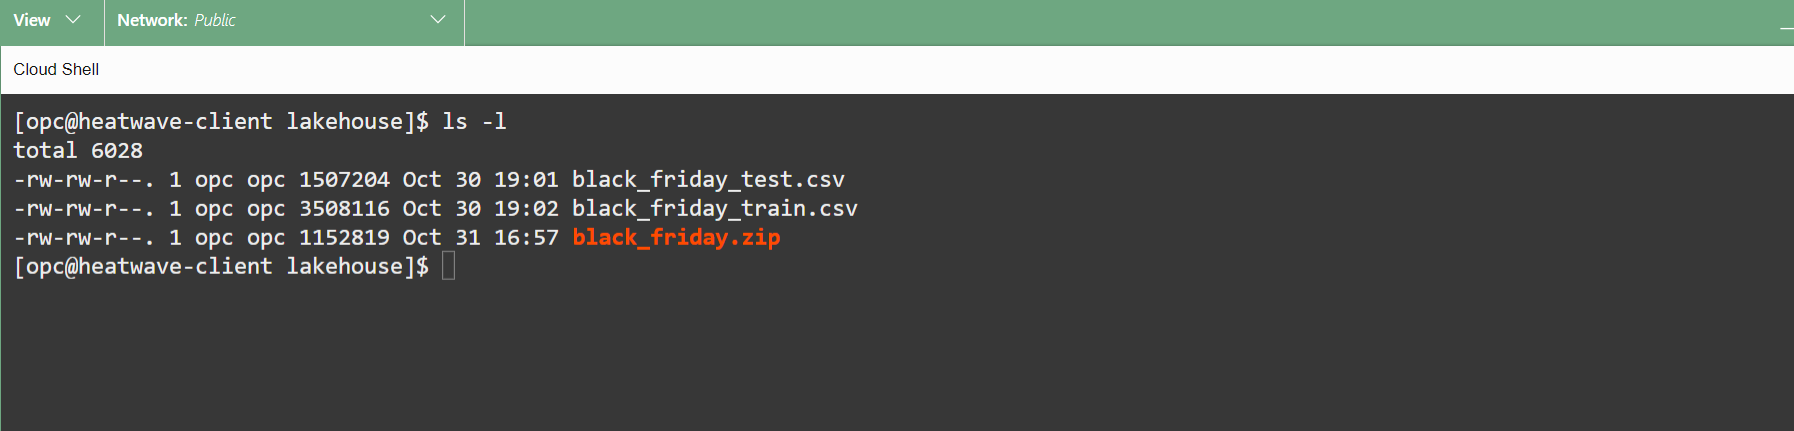 View
Network: Public
Cloud Shell
[opc@heatwave-client lakehouse]$ ls -l
total 6028
-rw-rw-r--. 1 opc opc 1507204 Oct 30 19:01 black_friday_test.csv
-rw-rw-r--. 1 opc opc 3508116 Oct 30 19:02 black_friday_train.csv
-rw-rw-r--. 1 opc opc 1152819 Oct 31 16:57 black_friday.zip
[opc@heatwave-client lakehouse]$